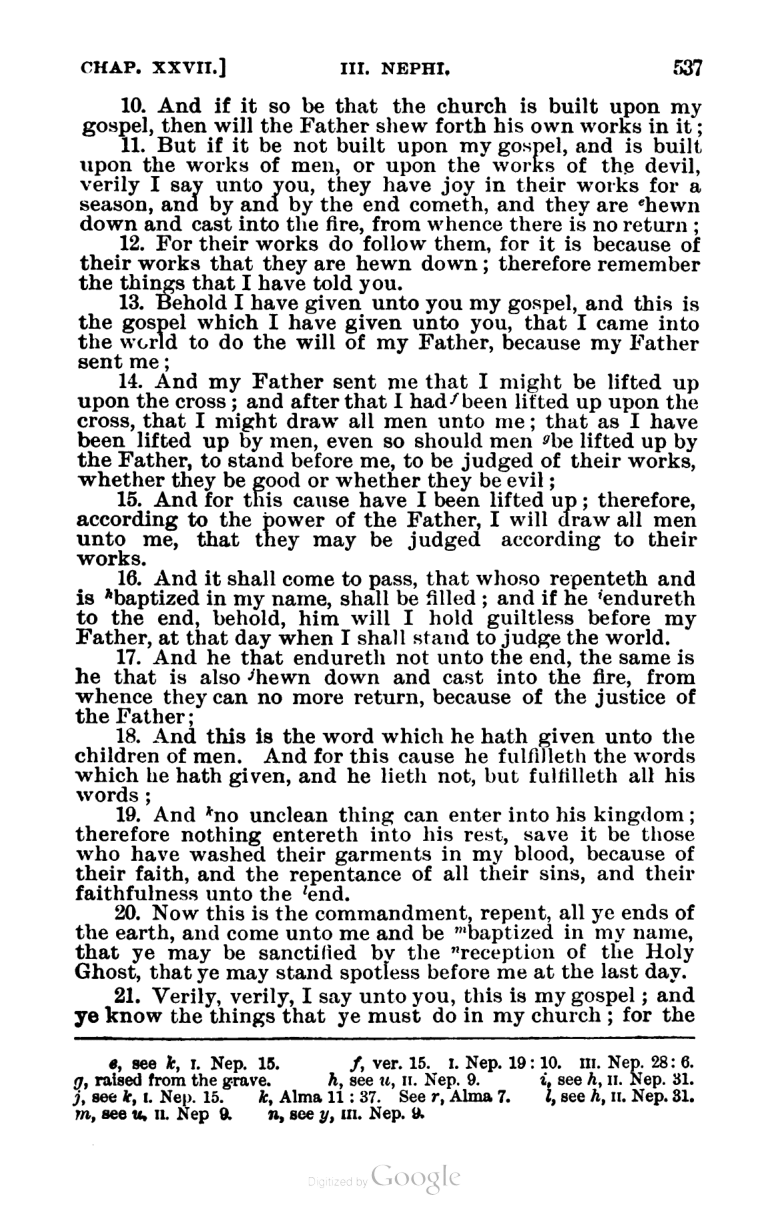 CHAP. XXVII.] III. NEPHI. 537
10. And if it so be that the church is built upon my
gospel, then will the Father shew forth his own works in it;
11. But if it be not built upon my gospel, and is built
upon the works of men, or upon the works of the devil,
verily I say unto you, they have joy in their works for a
season, and by and by the end cometh, and they are ehewn
down and cast into the fire, from whence there is no return;
12. For their works do follow them, for it is because of
their works that they are hewn down; therefore remember
the things that I have told you.
13. Behold I have given unto you my gospel, and this is
the gospel which I have given unto you, that I came into
the world to do the will of my Father, because my Father
sent me;
14. And my Father sent me that I might be lifted up
upon the cross; and after that I had fbeen lifted up upon the
cross, that I might draw all men unto me; that as I have
been lifted up by men, even so should men gbe lifted up by
the Father, to stand before me, to be judged of their works,
whether they be good or whether they be evil;
15. And for this cause have I been lifted up; therefore,
according to the power of the Father, I will draw all men
unto me, that they may be judged according to their
works.
16. And it shall come to pass, that whoso repenteth and
is hbaptized in my name, shall be filled; and if he iendureth
to the end, behold, him will I hold guiltless before my
Father, at that day when I shall stand to judge the world.
17. And he that endureth not unto the end, the same is
he that is also jhewn down and cast into the fire, from
whence they can no more return, because of the justice of
the Father;
18. And this is the word which he hath given unto the
children of men. And for this cause he fulfilleth the words
which he hath given, and he lieth not, but fulfilleth all his
words;
19. And kno unclean thing can enter into his kingdom;
therefore nothing entereth into his rest, save it be those
who have washed their garments in my blood, because of
their faith, and the repentance of all their sins, and their
faithfulness unto the lend.
20. Now this is the commandment, repent, all ye ends of
the earth, and come unto me and be mbaptized in my name,
that ye may be sanctified by the nreception of the Holy
Ghost, that ye may stand spotless before me at the last day.
21. Verily, verily, I say unto you, this is my gospel; and
ye know the things that ye must do in my church; for the
e, see k, I. Nep. 15. f, ver. 15. I. Nep. 19:10. III. Nep. 28:6.
g, raised from the grave. h, see u, II. Nep. 9. i, see h, II. Nep. 31.
j, see k, I. Nep. 15. k, Alma 11:37. See r, Alma 7. l, see h, II. Nep. 31.
m, see u, II. Nep 9. n, see y, III. Nep. 9.
Digitized by Google